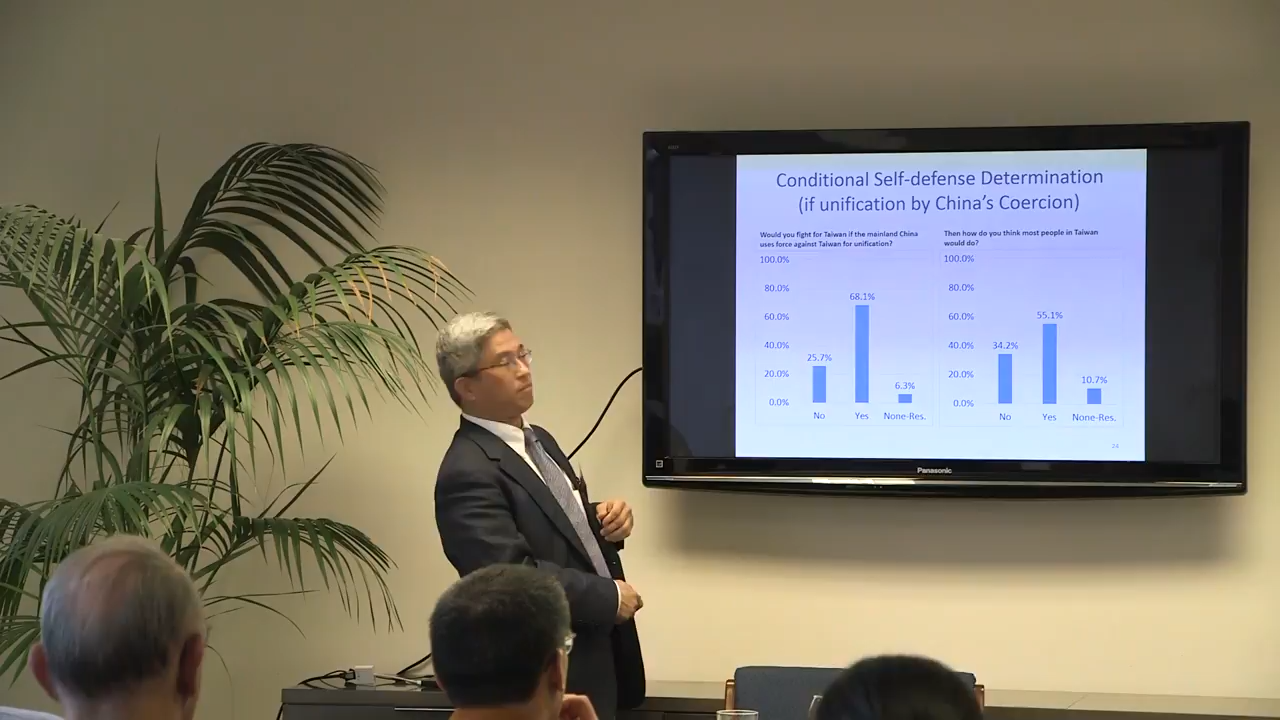 Conditional Self-defense Determination
(if unification by China's Coercion)
Would you fight for Taiwan if the mainland China
uses force against Taiwan for unification?
100.0%
80.0%
60.0%
40.0%
20.0%
0.0%
25.7%
68.1%
6.3%
No
Yes
None-Res.
Then how do you think most people in Taiwan
would do?
100.0%
80.0%
60.0%
40.0%
20.0%
0.0%
34.2%
55.1%
10.7%
No
Yes
None-Res.
24
Panasonic